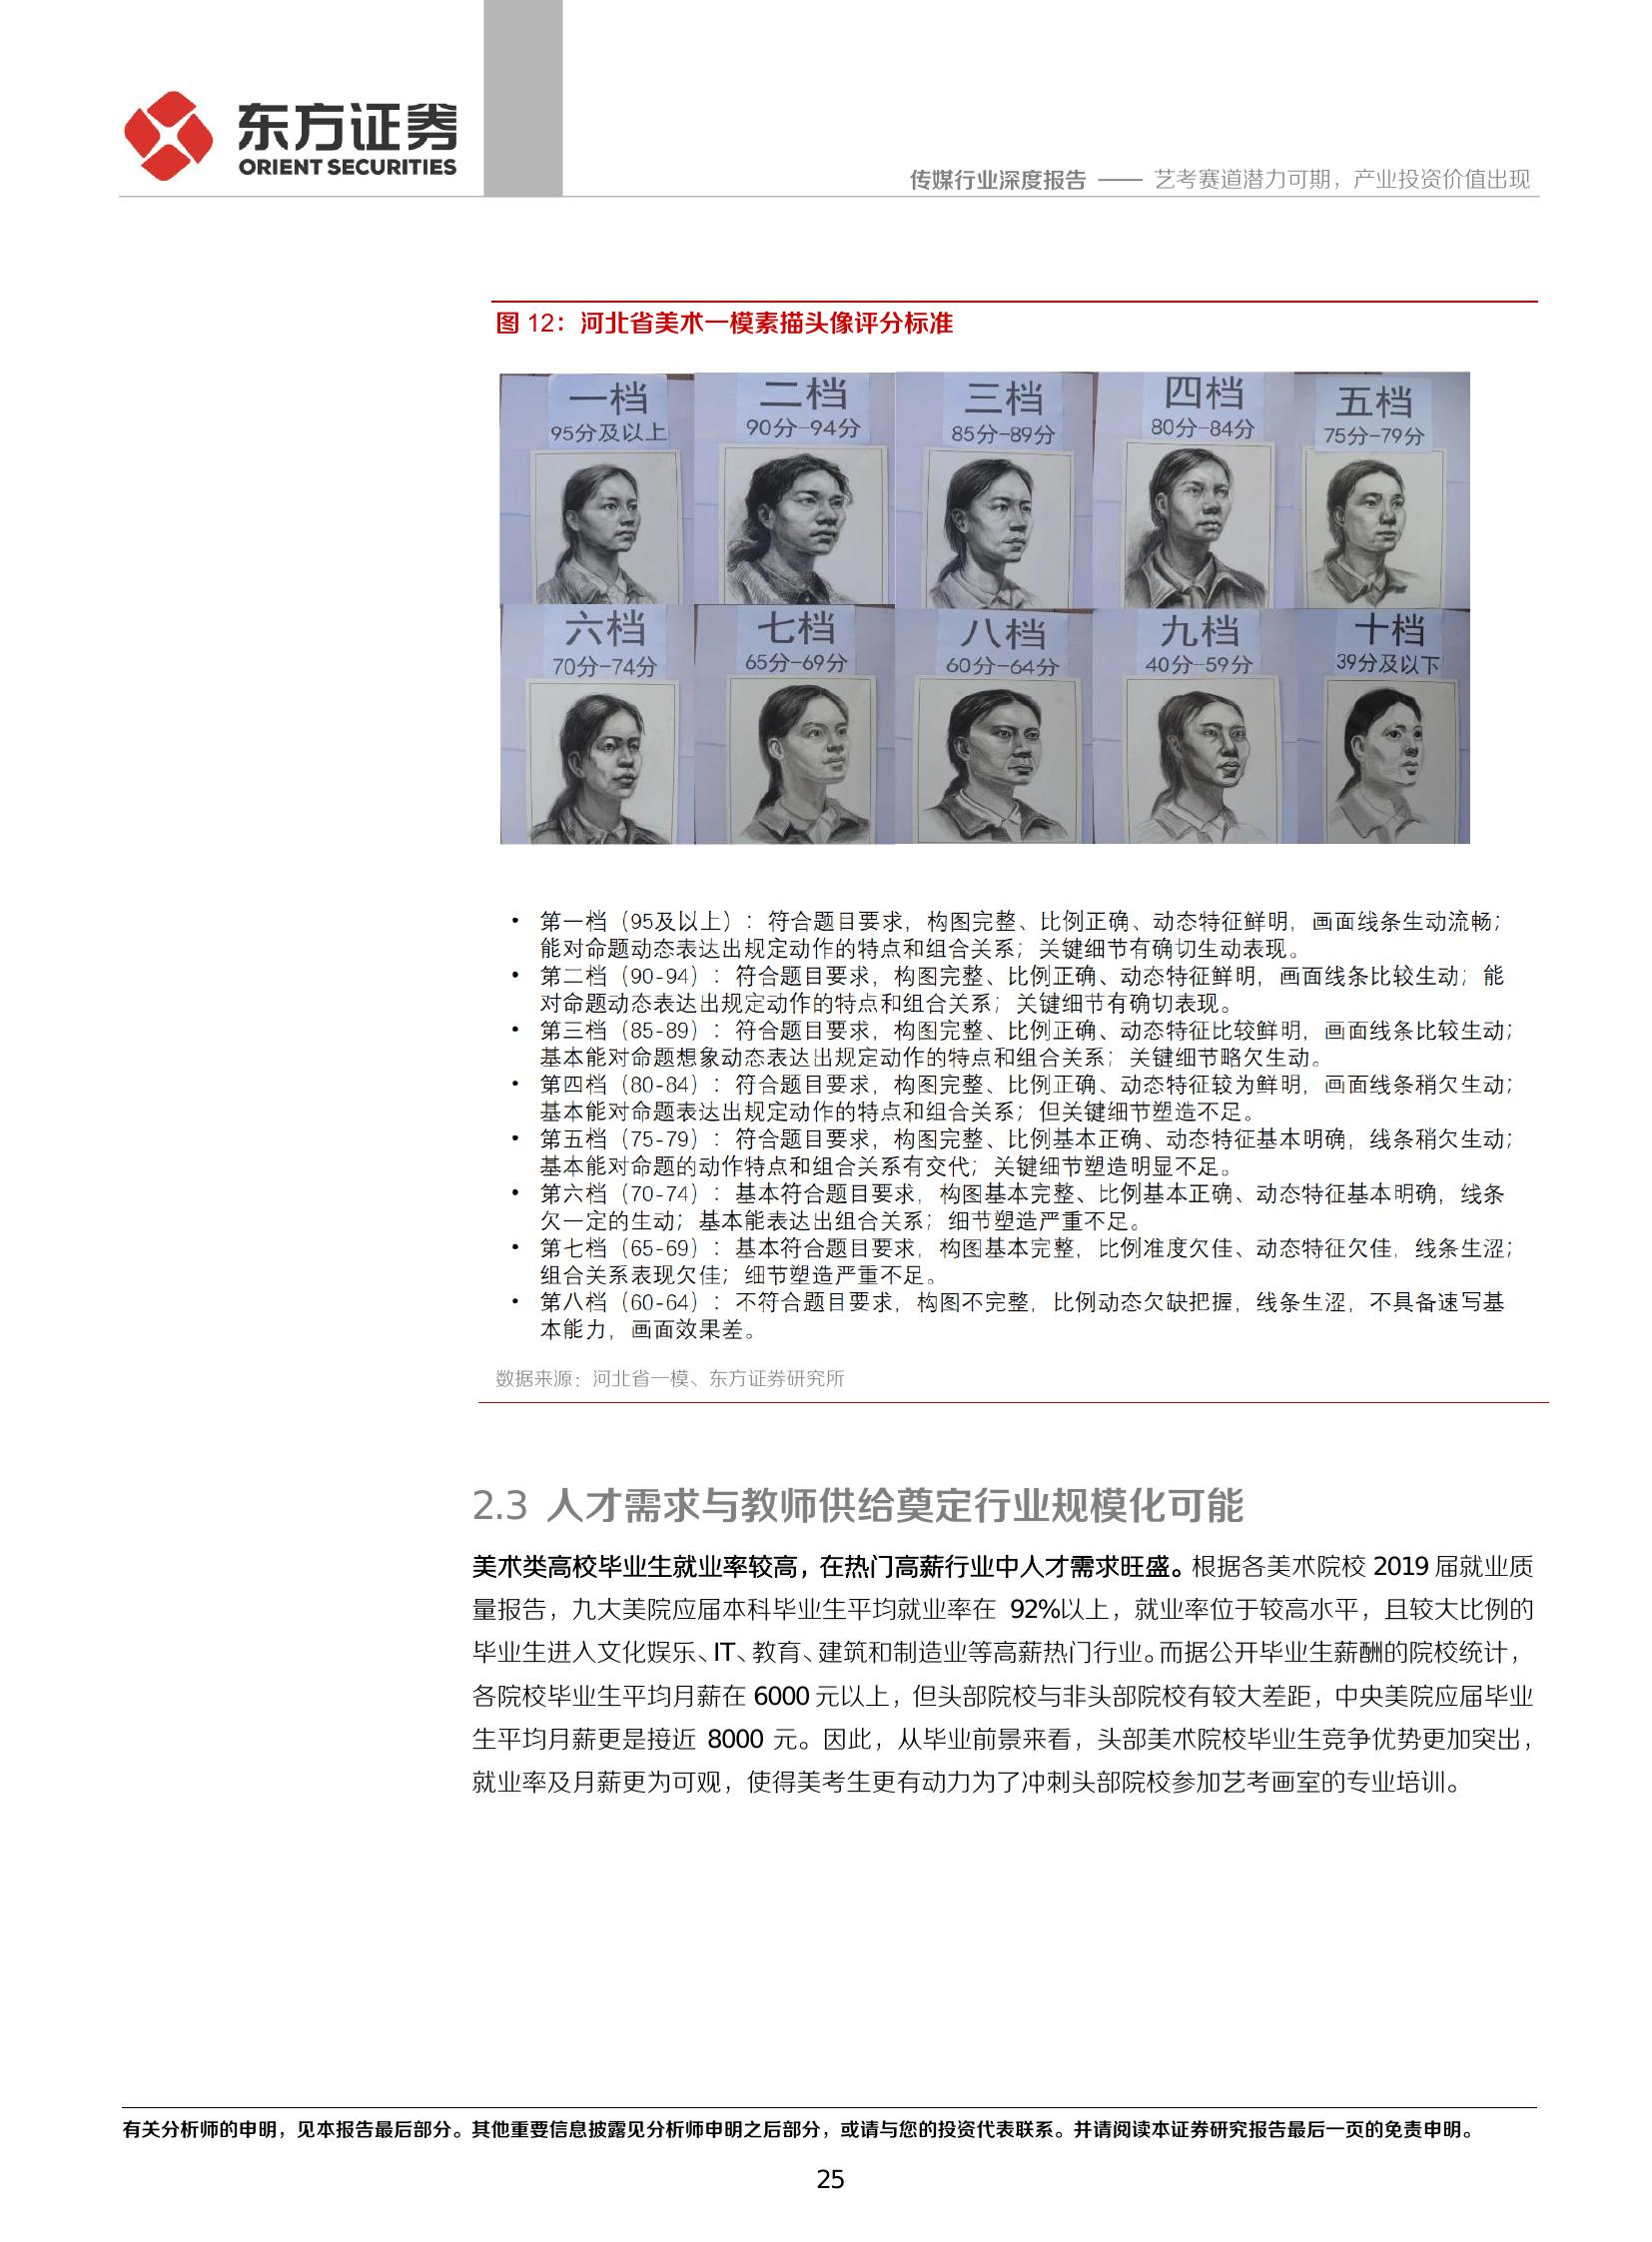 东方证券
ORIENT SECURITIES
传媒行业深度报告 —— 艺考赛道潜力可期，产业投资价值出现
图 12：河北省美术一模素描头像评分标准
一档 二档 三档 四档 五档
95分及以上 90分-94分 85分-89分 80分-84分 75分-79分
六档 七档 八档 九档 十档
70分-74分 65分-69分 60分-64分 40分-59分 39分及以下
• 第一档（95及以上）：符合题目要求，构图完整、比例正确、动态特征鲜明，画面线条生动流畅；
能对命题动态表达出规定动作的特点和组合关系；关键细节有确切生动表现。
• 第二档（90-94）：符合题目要求，构图完整、比例正确、动态特征鲜明，画面线条比较生动；能
对命题动态表达出规定动作的特点和组合关系；关键细节有确切表现。
• 第三档（85-89）：符合题目要求，构图完整、比例正确、动态特征比较鲜明，画面线条比较生动；
基本能对命题想象动态表达出规定动作的特点和组合关系；关键细节略欠生动。
• 第四档（80-84）：符合题目要求，构图完整、比例正确、动态特征较为鲜明，画面线条稍欠生动；
基本能对命题表达出规定动作的特点和组合关系；但关键细节塑造不足。
• 第五档（75-79）：符合题目要求，构图完整、比例基本正确、动态特征基本明确，线条稍欠生动；
基本能对命题的动作特点和组合关系有交代；关键细节塑造明显不足。
• 第六档（70-74）：基本符合题目要求，构图基本完整、比例基本正确、动态特征基本明确，线条
欠一定的生动；基本能表达出组合关系；细节塑造严重不足。
• 第七档（65-69）：基本符合题目要求，构图基本完整，比例准度欠佳、动态特征欠佳，线条生涩；
组合关系表现欠佳；细节塑造严重不足。
• 第八档（60-64）：不符合题目要求，构图不完整，比例动态欠缺把握，线条生涩，不具备速写基
本能力，画面效果差。
数据来源：河北省一模、东方证券研究所
2.3 人才需求与教师供给奠定行业规模化可能
美术类高校毕业生就业率较高，在热门高薪行业中人才需求旺盛。根据各美术院校 2019 届就业质
量报告，九大美院应届本科毕业生平均就业率在 92%以上，就业率位于较高水平，且较大比例的
毕业生进入文化娱乐、IT、教育、建筑和制造业等高薪热门行业。而据公开毕业生薪酬的院校统计，
各院校毕业生平均月薪在 6000 元以上，但头部院校与非头部院校有较大差距，中央美院应届毕业
生平均月薪更是接近 8000 元。因此，从毕业前景来看，头部美术院校毕业生竞争优势更加突出，
就业率及月薪更为可观，使得美考生更有动力为了冲刺头部院校参加艺考画室的专业培训。
有关分析师的申明，见本报告最后部分。其他重要信息披露见分析师申明之后部分，或请与您的投资代表联系。并请阅读本证券研究报告最后一页的免责申明。
25